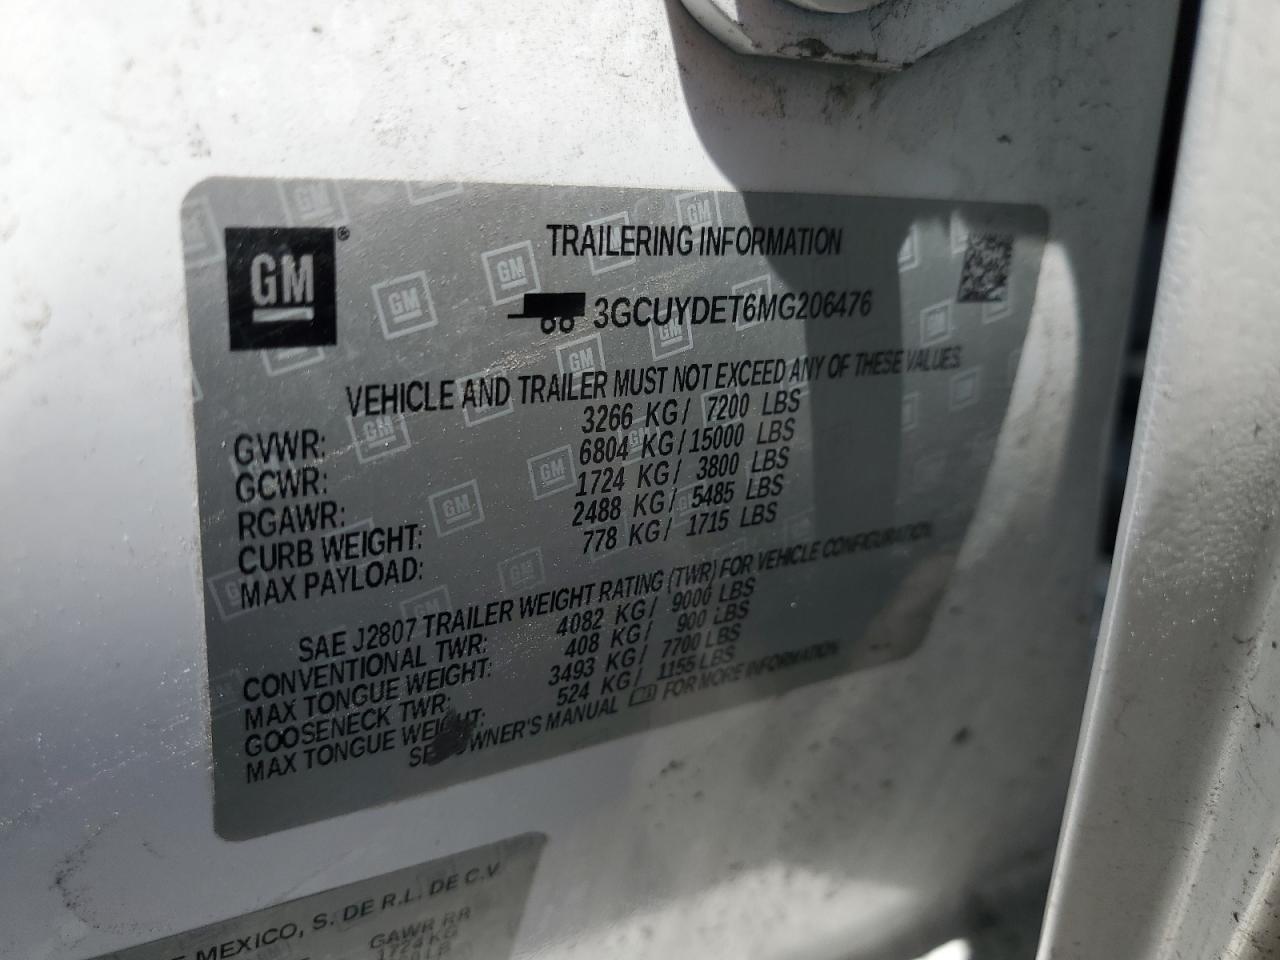 GM®
TRAILERING INFORMATION
3GCUYDET6MG206476
VEHICLE AND TRAILER MUST NOT EXCEED ANY OF THESE VALUES.
GVWR: 3266 KG/ 7200 LBS
GCWR: 6804 KG/15000 LBS
RGAWR: 1724 KG/ 3800 LBS
CURB WEIGHT: 2488 KG/ 5485 LBS
MAX PAYLOAD: 778 KG/ 1715 LBS
SAE J2807 TRAILER WEIGHT RATING (TWR) FOR VEHICLE CONFIGURATION.
CONVENTIONAL TWR: 4082 KG/ 9000 LBS
MAX TONGUE WEIGHT: 408 KG/ 900 LBS
GOOSENECK TWR: 3493 KG/ 7700 LBS
MAX TONGUE WEIGHT: 524 KG/ 1155 LBS
SEE OWNER'S MANUAL FOR MORE INFORMATION
MEXICO, S. DE R.L. DE C.V.
GAWR RR
1724 KG